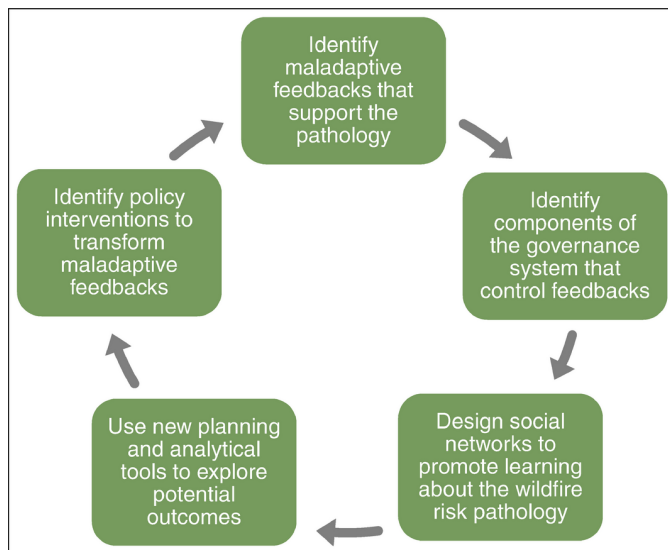 Identify
maladaptive
feedbacks that
support the
pathology
Identify
components of
the governance
system that
control feedbacks
Design social
networks to
promote learning
about the wildfire
risk pathology
Use new planning
and analytical
tools to explore
potential
outcomes
Identify policy
interventions to
transform
maladaptive
feedbacks